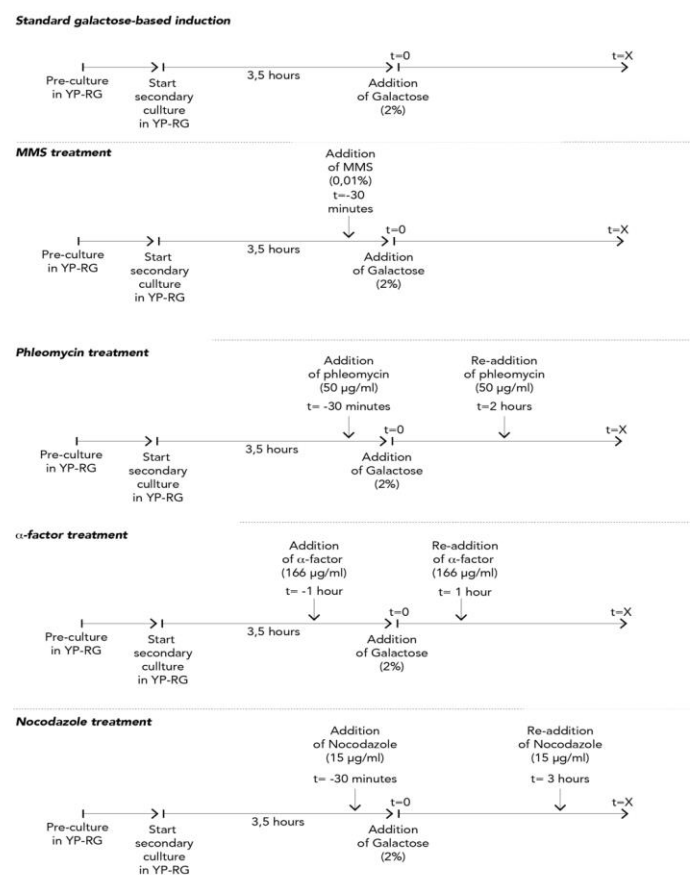 Standard galactose-based induction
t=0
t=X
3,5 hours
Pre-culture
in YP-RG
Start
secondary
cullture
in YP-RG
Addition
of Galactose
(2%)
MMS treatment
Addition
of MMS
(0,01%)
t=-30
minutes
t=0
t=X
3,5 hours
Pre-culture
in YP-RG
Start
secondary
cullture
in YP-RG
Addition
of Galactose
(2%)
Phleomycin treatment
Addition
of phleomycin
(50 µg/ml)
t= -30 minutes
Re-addition
of phleomycin
(50 µg/ml)
t=2 hours
t=0
t=X
3,5 hours
Pre-culture
in YP-RG
Start
secondary
cullture
in YP-RG
Addition
of Galactose
(2%)
α-factor treatment
Addition
of α-factor
(166 µg/ml)
t= -1 hour
Re-addition
of α-factor
(166 µg/ml)
t= 1 hour
t=0
t=X
3,5 hours
Pre-culture
in YP-RG
Start
secondary
cullture
in YP-RG
Addition
of Galactose
(2%)
Nocodazole treatment
Addition
of Nocodazole
(15 µg/ml)
t= -30 minutes
Re-addition
of Nocodazole
(15 µg/ml)
t= 3 hours
t=0
t=X
3,5 hours
Pre-culture
in YP-RG
Start
secondary
cullture
in YP-RG
Addition
of Galactose
(2%)